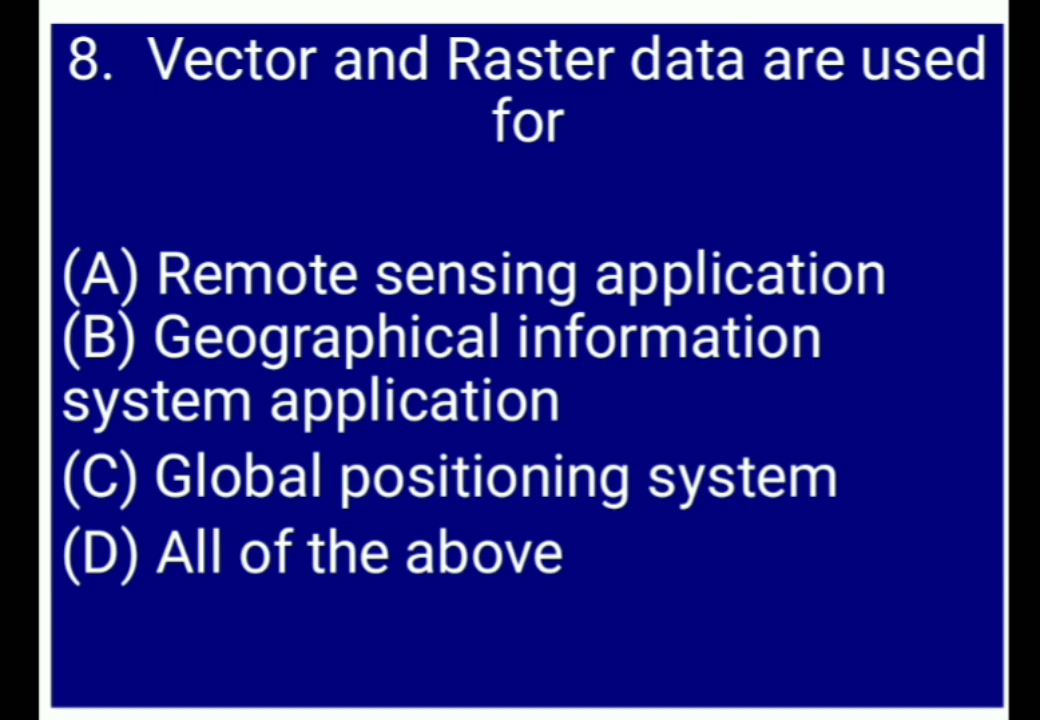 8. Vector and Raster data are used
for
(A) Remote sensing application
(B) Geographical information
system application
(C) Global positioning system
(D) All of the above